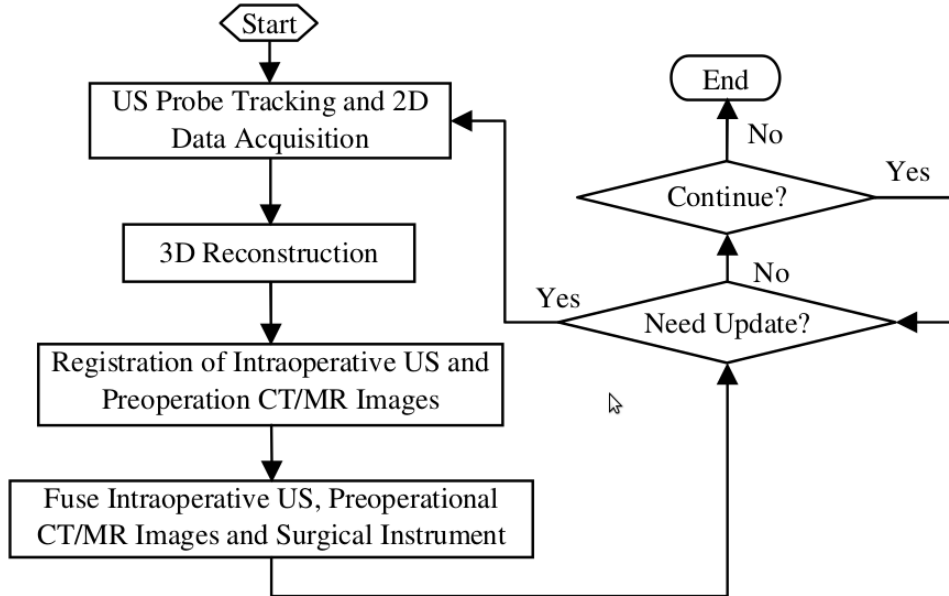 Start
US Probe Tracking and 2D
Data Acquisition
3D Reconstruction
Registration of Intraoperative US and
Preoperation CT/MR Images
Fuse Intraoperative US, Preoperational
CT/MR Images and Surgical Instrument
End
No
Continue?
Yes
No
Yes
Need Update?